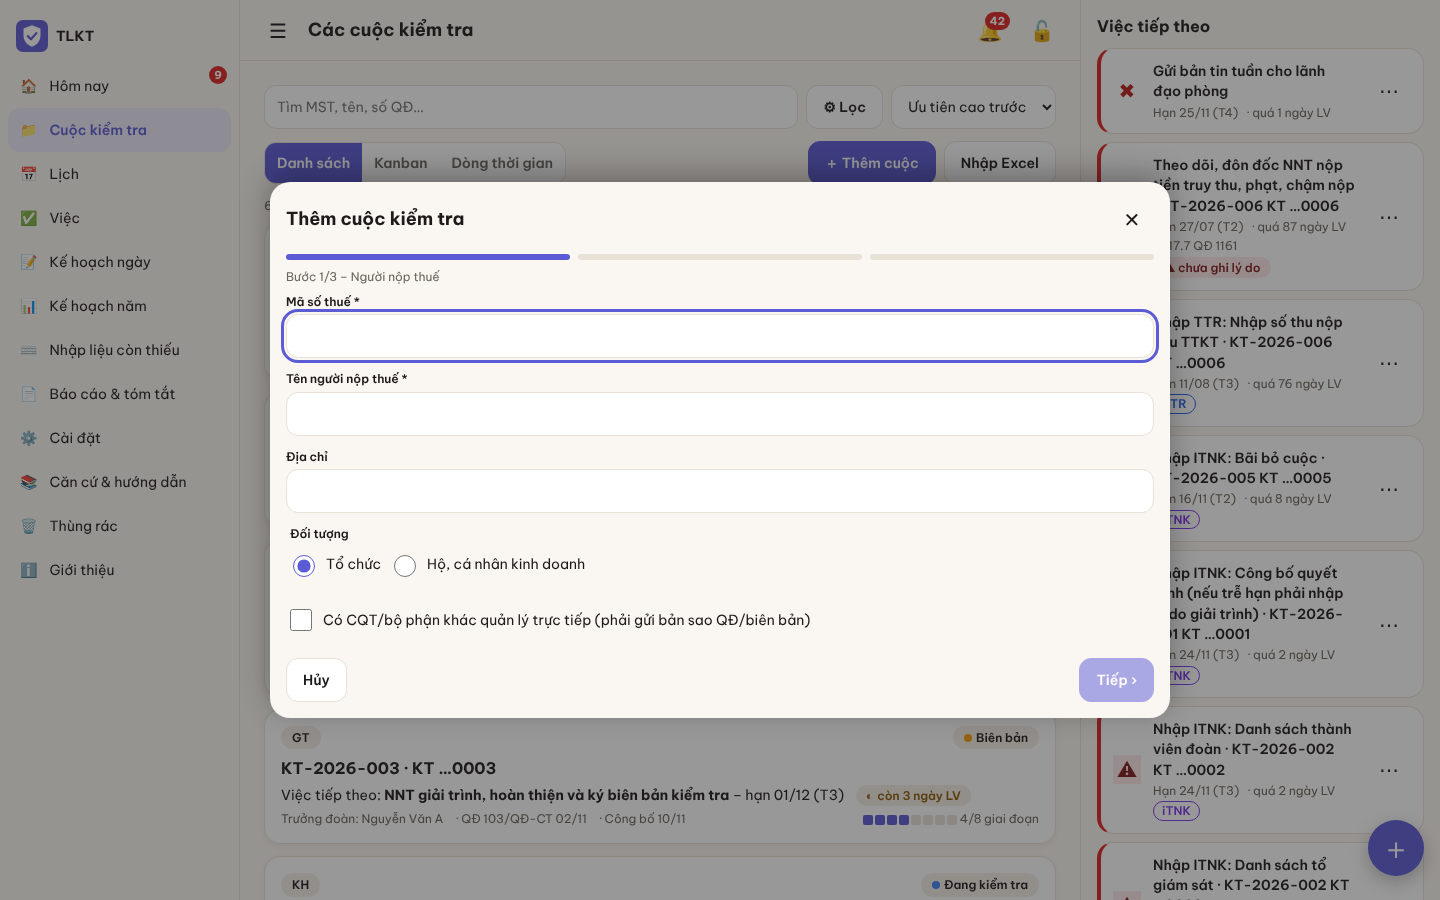 TLKT
Hôm nay
9
Cuộc kiểm tra
Lịch
Việc
Kế hoạch ngày
Kế hoạch năm
Nhập liệu còn thiếu
Báo cáo & tóm tắt
Cài đặt
Căn cứ & hướng dẫn
Thùng rác
Giới thiệu
Các cuộc kiểm tra
42
Tìm MST, tên, số QĐ...
Lọc
Ưu tiên cao trước
Danh sách
Kanban
Dòng thời gian
+ Thêm cuộc
Nhập Excel
Thêm cuộc kiểm tra
Bước 1/3 – Người nộp thuế
Mã số thuế *
Tên người nộp thuế *
Địa chỉ
Đối tượng
Tổ chức
Hộ, cá nhân kinh doanh
Có CQT/bộ phận khác quản lý trực tiếp (phải gửi bản sao QĐ/biên bản)
Hủy
Tiếp ›
GT
Biên bản
KT-2026-003 · KT ...0003
Việc tiếp theo: NNT giải trình, hoàn thiện và ký biên bản kiểm tra – hạn 01/12 (T3)
còn 3 ngày LV
Trưởng đoàn: Nguyễn Văn A · QĐ 103/QĐ-CT 02/11 · Công bố 10/11
4/8 giai đoạn
KH
Đang kiểm tra
Việc tiếp theo
Gửi bản tin tuần cho lãnh
đạo phòng
Hạn 25/11 (T4) · quá 1 ngày LV
Theo dõi, đôn đốc NNT nộp
tiền truy thu, phạt, chậm nộp
T-2026-006 KT ...0006
27/07 (T2) · quá 87 ngày LV
17.7 QĐ 1161
chưa ghi lý do
TTR: Nhập số thu nộp
TTKT · KT-2026-006
...0006
11/08 (T3) · quá 76 ngày LV
TR
ITNK: Bãi bỏ cuộc ·
-2026-005 KT ...0005
16/11 (T2) · quá 8 ngày LV
TNK
ITNK: Công bố quyết
(nếu trễ hạn phải nhập
do giải trình) · KT-2026-
01 KT ...0001
24/11 (T3) · quá 2 ngày LV
TNK
Nhập ITNK: Danh sách thành
viên đoàn · KT-2026-002
KT ...0002
Hạn 24/11 (T3) · quá 2 ngày LV
iTNK
Nhập ITNK: Danh sách tổ
giám sát · KT-2026-002 KT